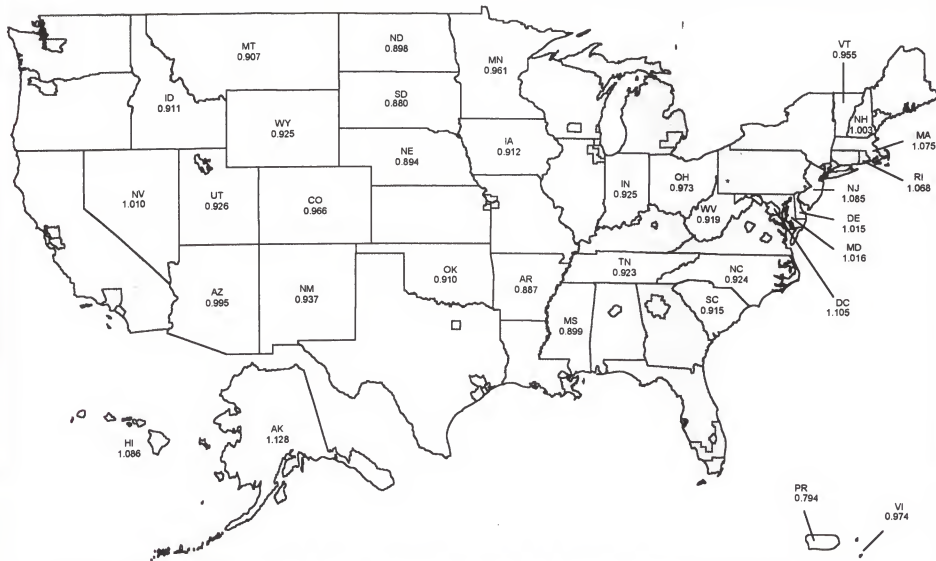 VT
0.955
ND
0.898
MT
0.907
MN
0.961
ID
0.911
SD
0.880
WY
0.925
NH
1.003
MA
1.075
IA
0.912
NE
0.894
RI
1.068
OH
0.973
IN
0.925
NV
1.010
UT
0.926
CO
0.966
NJ
1.085
WV
0.919
DE
1.015
MD
1.016
TN
0.923
NC
0.924
OK
0.910
AR
0.887
AZ
0.995
NM
0.937
DC
1.105
SC
0.915
MS
0.899
AK
1.128
HI
1.086
PR
0.794
VI
0.974